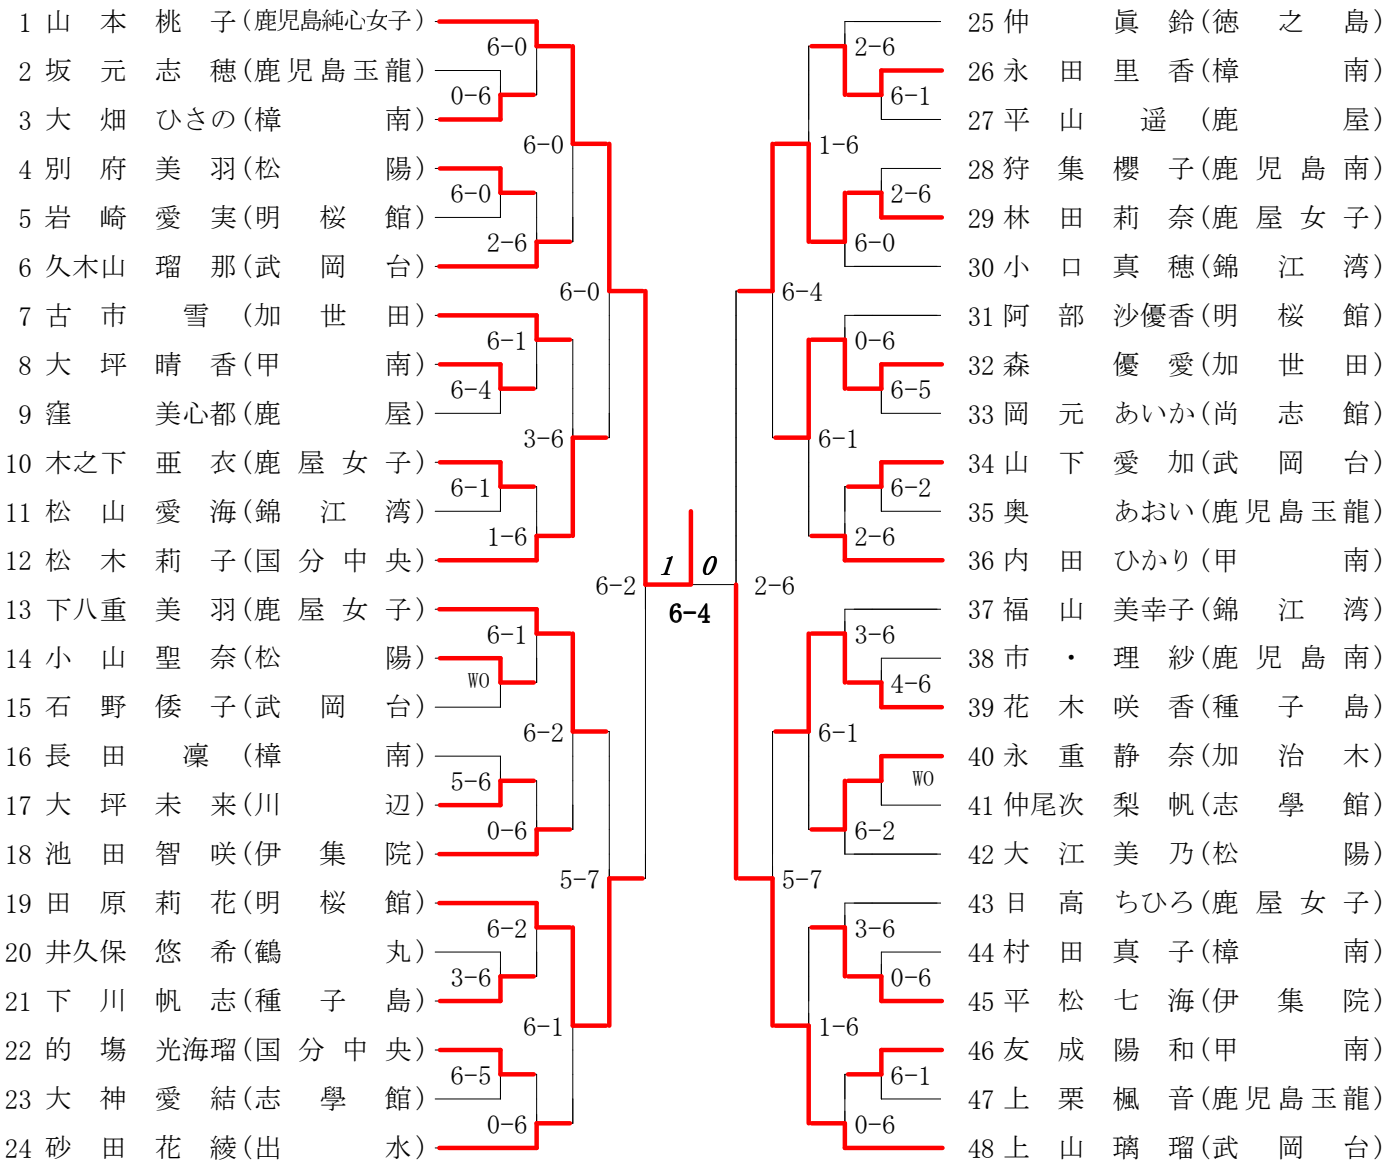 1 山本 桃子(鹿児島純心女子)
6-0
2 坂元志穂(鹿児島玉龍)
0-6
3 大畑ひさの(樟南)
6-0
4 別府美羽(松陽)
6-0
5 岩崎愛実(明桜館)
2-6
6 久木山瑠那(武岡台)
6-0
7 古市雪(加世田)
6-1
8 大坪晴香(甲南)
6-4
9 窪美心都(鹿屋)
3-6
10 木之下亜衣(鹿屋女子)
6-1
11 松山愛海(錦江湾)
1-6
12 松木莉子(国分中央)
6-2
13 下八重美羽(鹿屋女子)
6-1
14 小山聖奈(松陽)
WO
15 石野倭子(武岡台)
6-2
16 長田凜(樟南)
5-6
17 大坪未来(川辺)
0-6
18 池田智咲(伊集院)
5-7
19 田原莉花(明桜館)
6-2
20 井久保悠希(鶴丸)
3-6
21 下川帆志(種子島)
6-1
22 的場光海瑠(国分中央)
6-5
23 大神愛結(志學館)
0-6
24 砂田花綾(出水)
1 0
6-4
25 仲眞鈴(徳之島)
2-6
26 永田里香(樟南)
6-1
27 平山遥(鹿屋)
1-6
28 狩集櫻子(鹿児島南)
2-6
29 林田莉奈(鹿屋女子)
6-0
30 小口真穂(錦江湾)
6-4
31 阿部沙優香(明桜館)
0-6
32 森優愛(加世田)
6-5
33 岡元あいか(尚志館)
6-1
34 山下愛加(武岡台)
6-2
35 奥あおい(鹿児島玉龍)
2-6
36 内田ひかり(甲南)
2-6
37 福山美幸子(錦江湾)
3-6
38 市・理紗(鹿児島南)
4-6
39 花木咲香(種子島)
6-1
40 永重静奈(加治木)
WO
41 仲尾次梨帆(志學館)
6-2
42 大江美乃(松陽)
5-7
43 日高ちひろ(鹿屋女子)
3-6
44 村田真子(樟南)
0-6
45 平松七海(伊集院)
1-6
46 友成陽和(甲南)
6-1
47 上栗楓音(鹿児島玉龍)
0-6
48 上山璃瑠(武岡台)